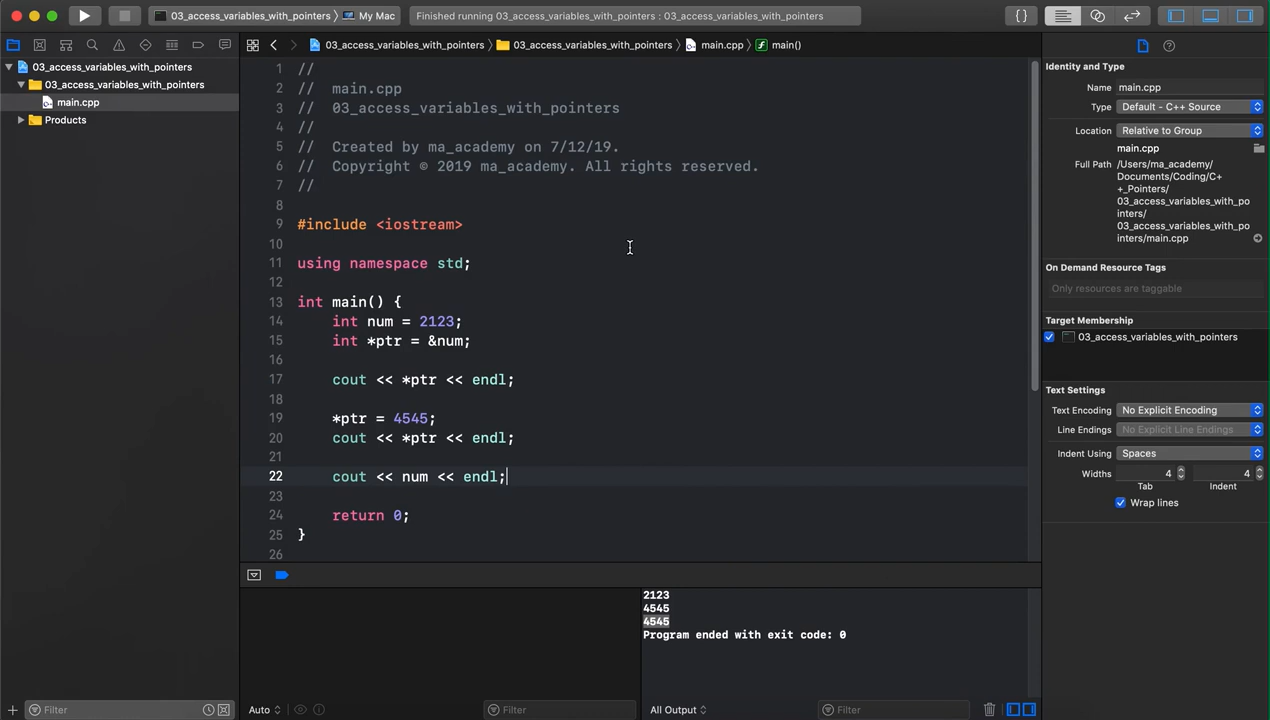 03_access_variables_with_pointers 〉 My Mac
Finished running 03_access_variables_with_pointers : 03_access_variables_with_pointers
{}
03_access_variables_with_pointers
03_access_variables_with_pointers
main.cpp
Products
Filter
03_access_variables_with_pointers 〉 03_access_variables_with_pointers 〉 main.cpp 〉 f main()
1 //
2 //  main.cpp
3 //  03_access_variables_with_pointers
4 //
5 //  Created by ma_academy on 7/12/19.
6 //  Copyright © 2019 ma_academy. All rights reserved.
7 //
8
9 #include <iostream>
10
11 using namespace std;
12
13 int main() {
14     int num = 2123;
15     int *ptr = &num;
16
17     cout << *ptr << endl;
18
19     *ptr = 4545;
20     cout << *ptr << endl;
21
22     cout << num << endl;
23
24     return 0;
25 }
26
Auto
Filter
2123
4545
4545
Program ended with exit code: 0
All Output
Filter
Identity and Type
Name main.cpp
Type Default - C++ Source
Location Relative to Group
main.cpp
Full Path /Users/ma_academy/
Documents/Coding/C+
+_Pointers/
03_access_variables_with_po
inters/
03_access_variables_with_po
inters/main.cpp
On Demand Resource Tags
Only resources are taggable
Target Membership
03_access_variables_with_pointers
Text Settings
Text Encoding No Explicit Encoding
Line Endings No Explicit Line Endings
Indent Using Spaces
Widths 4 4
Tab Indent
Wrap lines